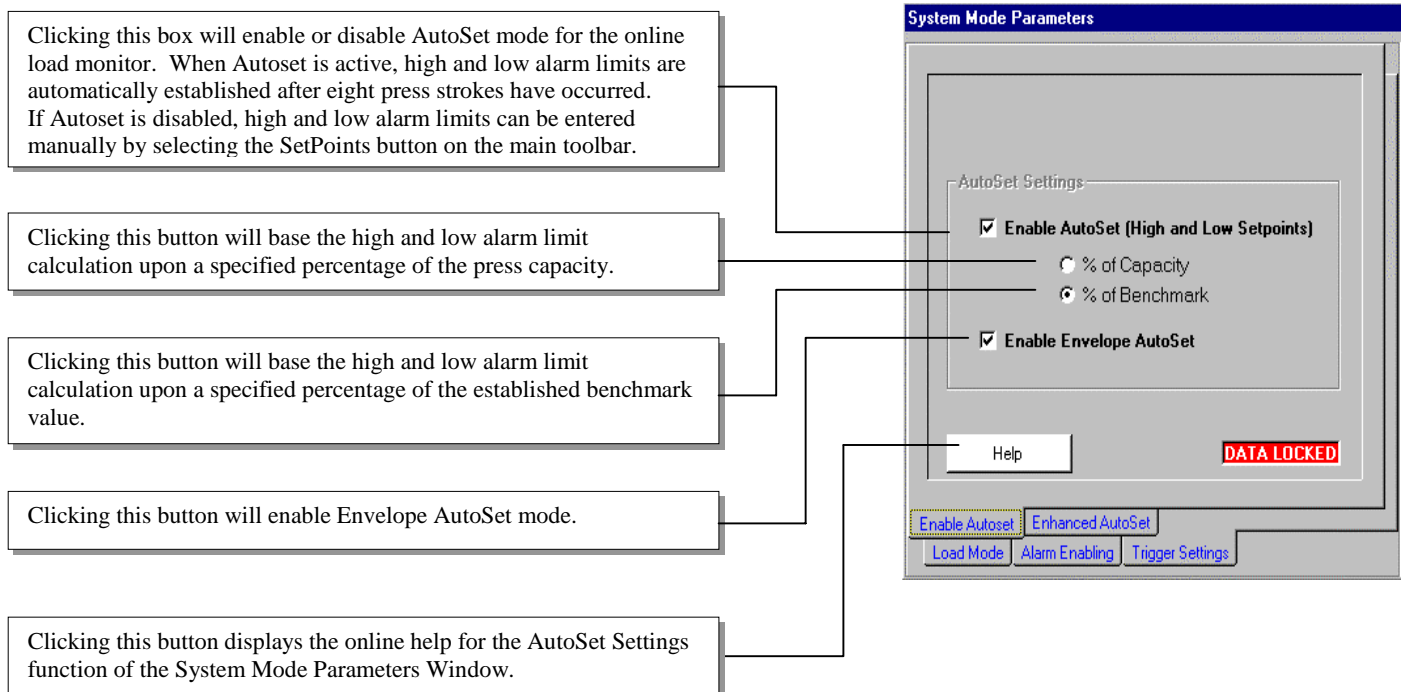 Clicking this box will enable or disable AutoSet mode for the online
load monitor.  When Autoset is active, high and low alarm limits are
automatically established after eight press strokes have occurred.
If Autoset is disabled, high and low alarm limits can be entered
manually by selecting the SetPoints button on the main toolbar.
Clicking this button will base the high and low alarm limit
calculation upon a specified percentage of the press capacity.
Clicking this button will base the high and low alarm limit
calculation upon a specified percentage of the established benchmark
value.
Clicking this button will enable Envelope AutoSet mode.
Clicking this button displays the online help for the AutoSet Settings
function of the System Mode Parameters Window.
System Mode Parameters
AutoSet Settings
Enable AutoSet (High and Low Setpoints)
% of Capacity
% of Benchmark
Enable Envelope AutoSet
Help DATA LOCKED
Enable Autoset Enhanced AutoSet
Load Mode Alarm Enabling Trigger Settings